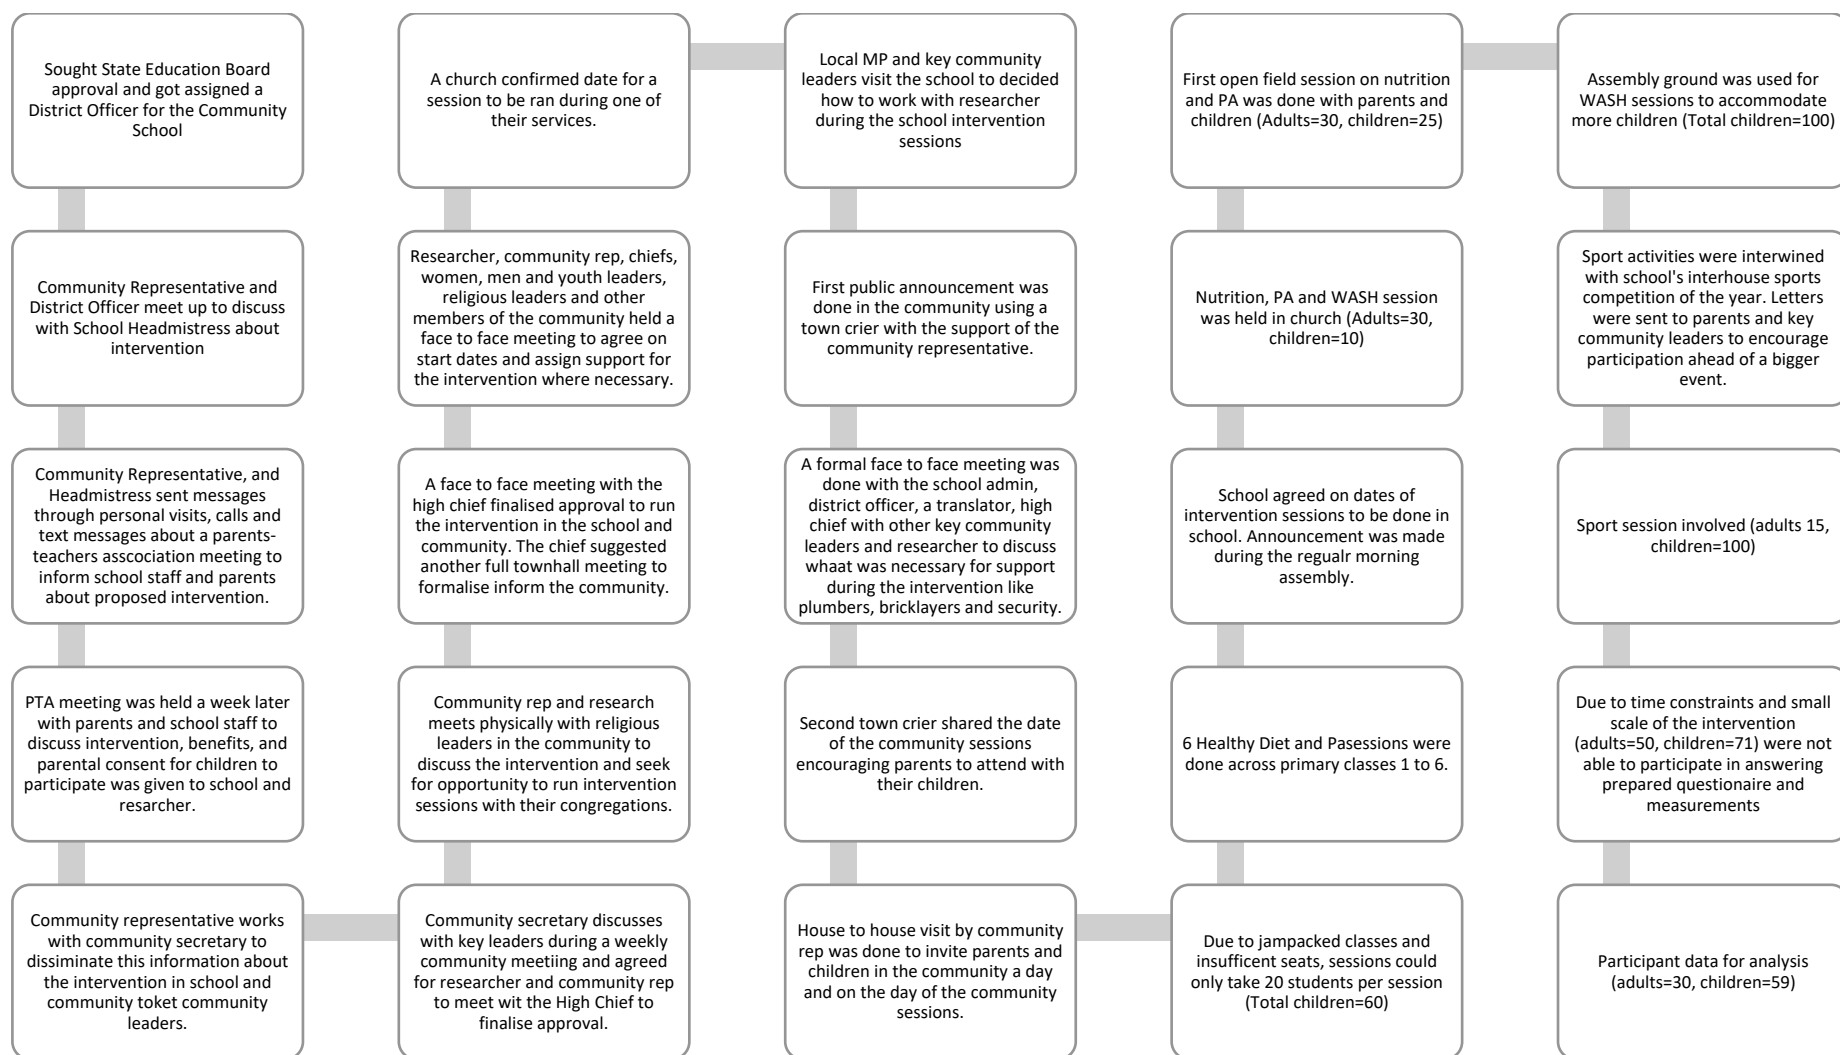 Sought State Education Board
approval and got assigned a
District Officer for the Community
School
Community Representative and
District Officer meet up to discuss
with School Headmistress about
intervention
Community Representative, and
Headmistress sent messages
through personal visits, calls and
text messages about a parents-
teachers asscociation meeting to
inform school staff and parents
about proposed intervention.
PTA meeting was held a week later
with parents and school staff to
discuss intervention, benefits, and
parental consent for children to
participate was given to school and
resarcher.
Community representative works
with community secretary to
dissiminate this information about
the intervention in school and
community toket community
leaders.
Community secretary discusses
with key leaders during a weekly
community meetiing and agreed
for researcher and community rep
to meet wit the High Chief to
finalise approval.
Community rep and research
meets physically with religious
leaders in the community to
discuss the intervention and seek
for opportunity to run intervention
sessions with their congregations.
A face to face meeting with the
high chief finalised approval to run
the intervention in the school and
community. The chief suggested
another full townhall meeting to
formalise inform the community.
Researcher, community rep, chiefs,
women, men and youth leaders,
religious leaders and other
members of the community held a
face to face meeting to agree on
start dates and assign support for
the intervention where necessary.
A church confirmed date for a
session to be ran during one of
their services.
Local MP and key community
leaders visit the school to decided
how to work with researcher
during the school intervention
sessions
First public announcement was
done in the community using a
town crier with the support of the
community representative.
A formal face to face meeting was
done with the school admin,
district officer, a translator, high
chief with other key community
leaders and researcher to discuss
whaat was necessary for support
during the intervention like
plumbers, bricklayers and security.
Second town crier shared the date
of the community sessions
encouraging parents to attend with
their children.
House to house visit by community
rep was done to invite parents and
children in the community a day
and on the day of the community
sessions.
Due to jampacked classes and
insufficent seats, sessions could
only take 20 students per session
(Total children=60)
6 Healthy Diet and Pasessions were
done across primary classes 1 to 6.
School agreed on dates of
intervention sessions to be done in
school. Announcement was made
during the regualr morning
assembly.
Nutrition, PA and WASH session
was held in church (Adults=30,
children=10)
First open field session on nutrition
and PA was done with parents and
children (Adults=30, children=25)
Assembly ground was used for
WASH sessions to accommodate
more children (Total children=100)
Sport activities were interwined
with school's interhouse sports
competition of the year. Letters
were sent to parents and key
community leaders to encourage
participation ahead of a bigger
event.
Sport session involved (adults 15,
children=100)
Due to time constraints and small
scale of the intervention
(adults=50, children=71) were not
able to participate in answering
prepared questionaire and
measurements
Participant data for analysis
(adults=30, children=59)